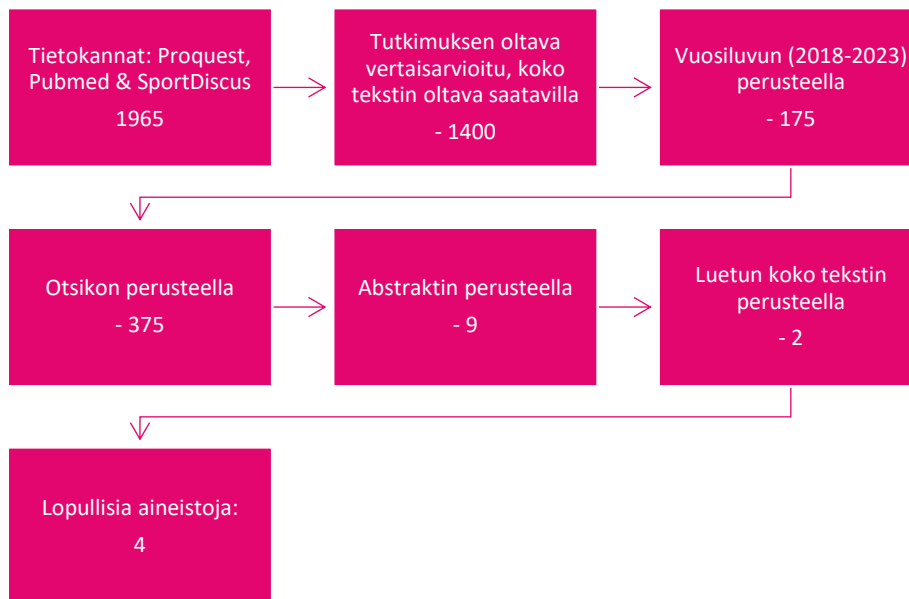 Tietokannat: Proquest,
Pubmed & SportDiscus
1965
Tutkimuksen oltava
vertaisarvioitu, koko
tekstin oltava saatavilla
- 1400
Vuosiluvun (2018-2023)
perusteella
- 175
Otsikon perusteella
- 375
Abstraktin perusteella
- 9
Luetun koko tekstin
perusteella
- 2
Lopullisia aineistoja:
4